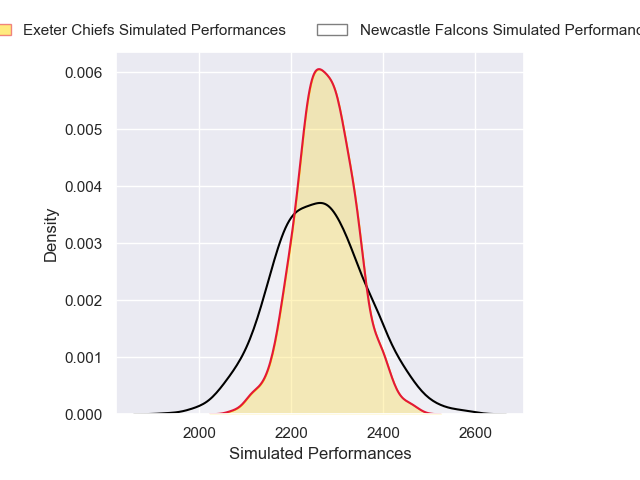 Exeter Chiefs Simulated Performances
Newcastle Falcons Simulated
0.006
0.005
0.004
0.003
0.002
0.001
0.000
Density
2000
2200
2400
2600
Simulated Performances